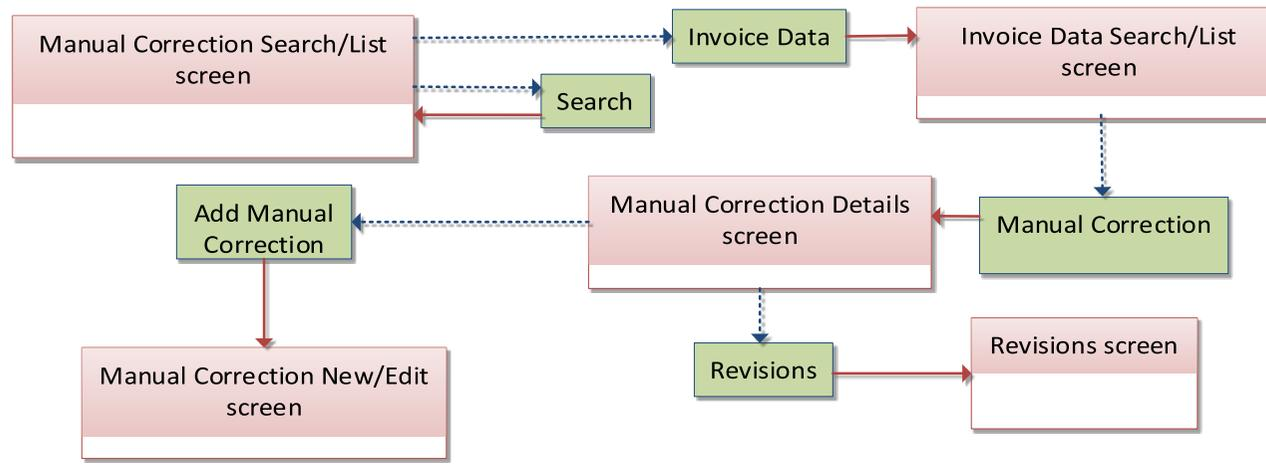 Manual Correction Search/List
screen
Invoice Data
Invoice Data Search/List
screen
Search
Add Manual
Correction
Manual Correction Details
screen
Manual Correction
Manual Correction New/Edit
screen
Revisions
Revisions screen